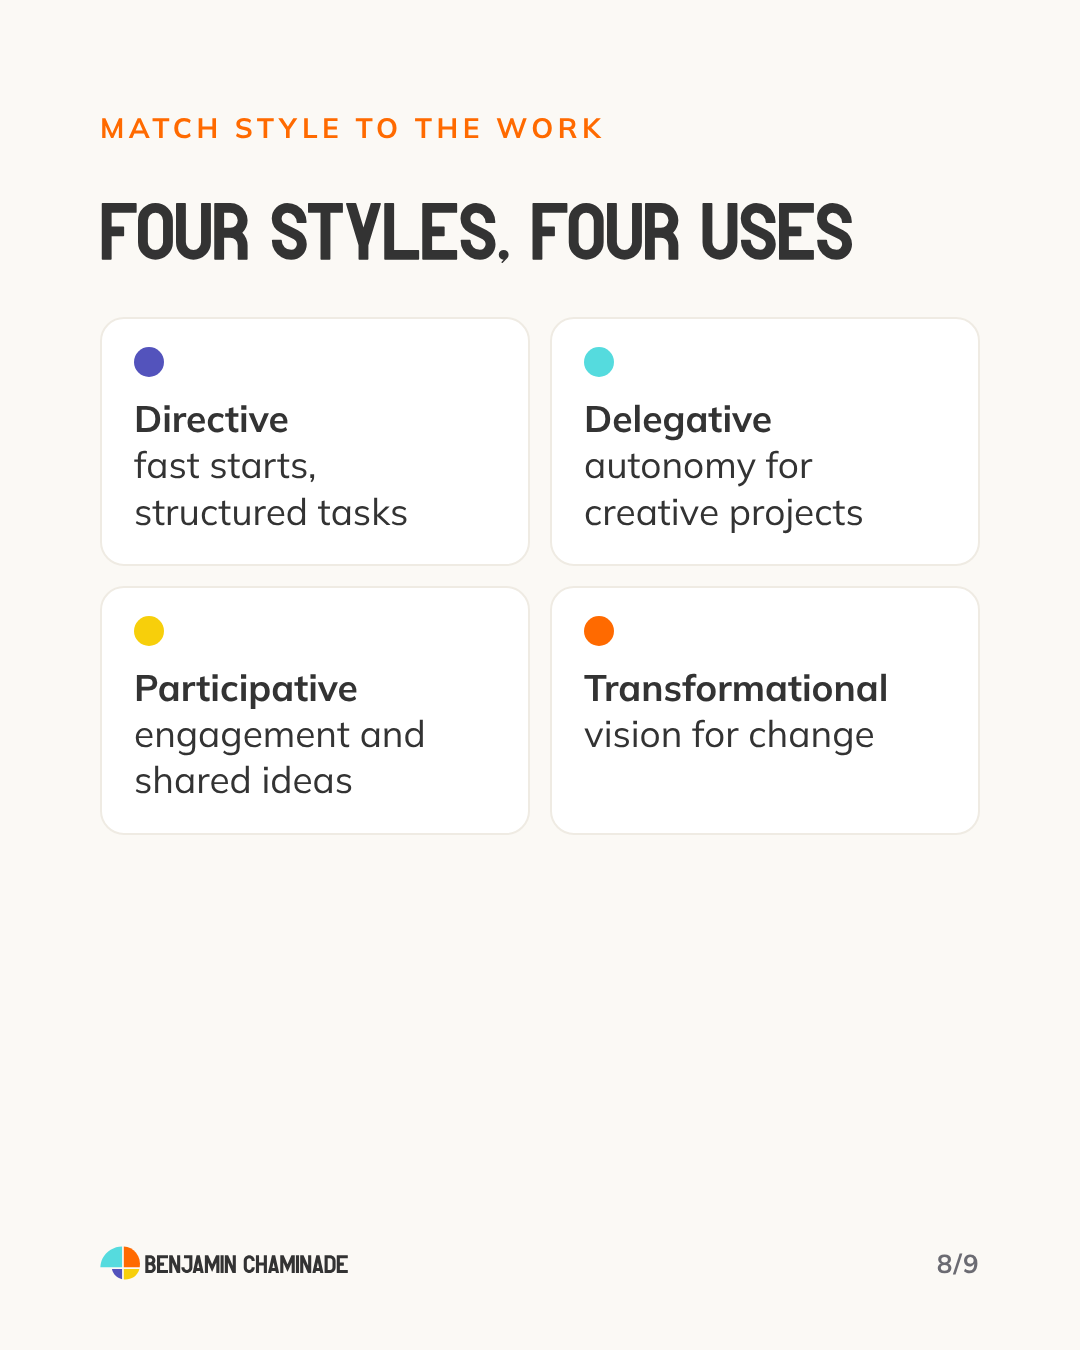 MATCH STYLE TO THE WORK
FOUR STYLES, FOUR USES
Directive
fast starts,
structured tasks
Delegative
autonomy for
creative projects
Participative
engagement and
shared ideas
Transformational
vision for change
BENJAMIN CHAMINADE
8/9